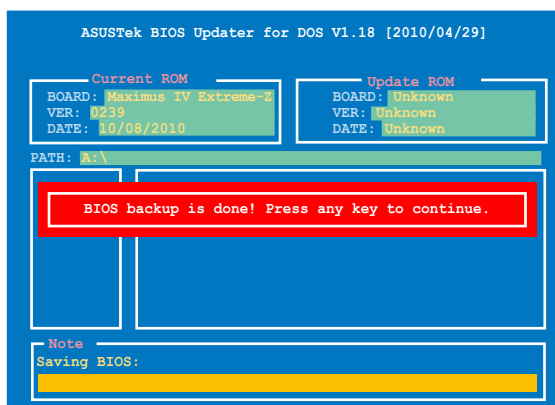 ASUSTek BIOS Updater for DOS V1.18 [2010/04/29]
Current ROM
BOARD: Maximus IV Extreme-Z
VER: 0239
DATE: 10/08/2010
Update ROM
BOARD: Unknown
VER: Unknown
DATE: Unknown
PATH: A:\
BIOS backup is done! Press any key to continue.
Note
Saving BIOS: